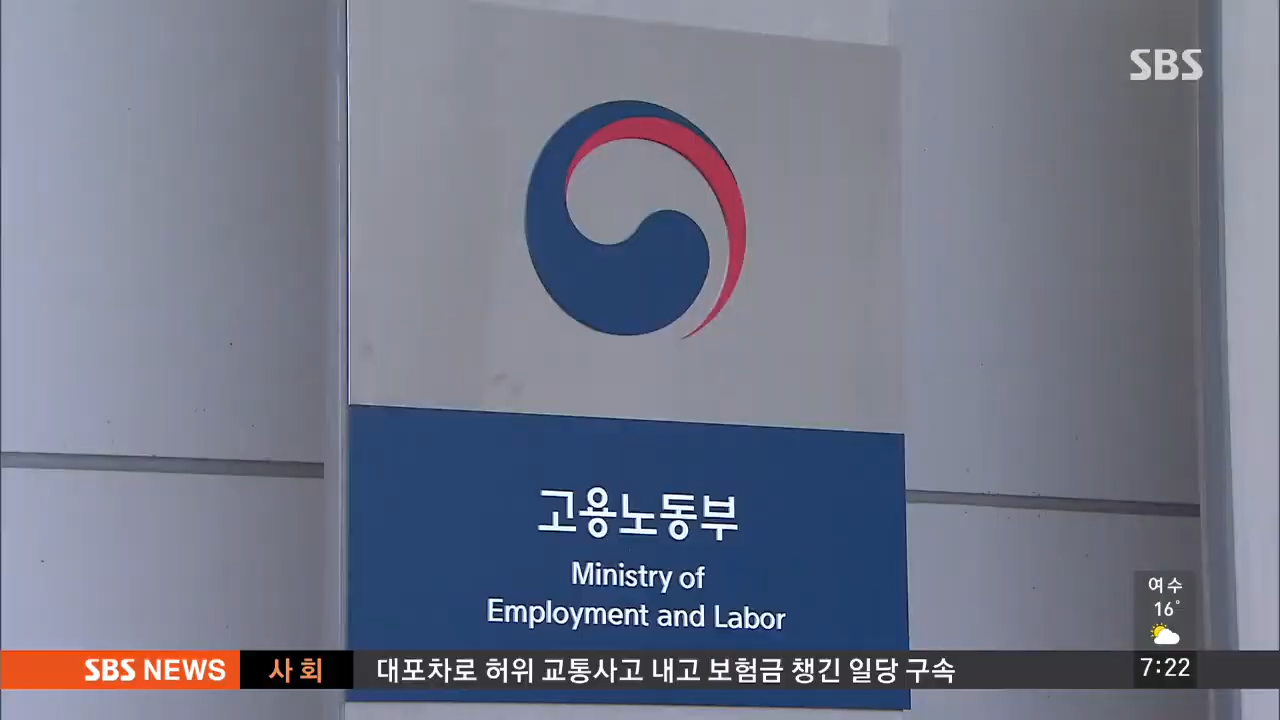 SBS
고용노동부
Ministry of
Employment and Labor
여수
16°
SBS NEWS 사회 대포차로 허위 교통사고 내고 보험금 챙긴 일당 구속 7:22